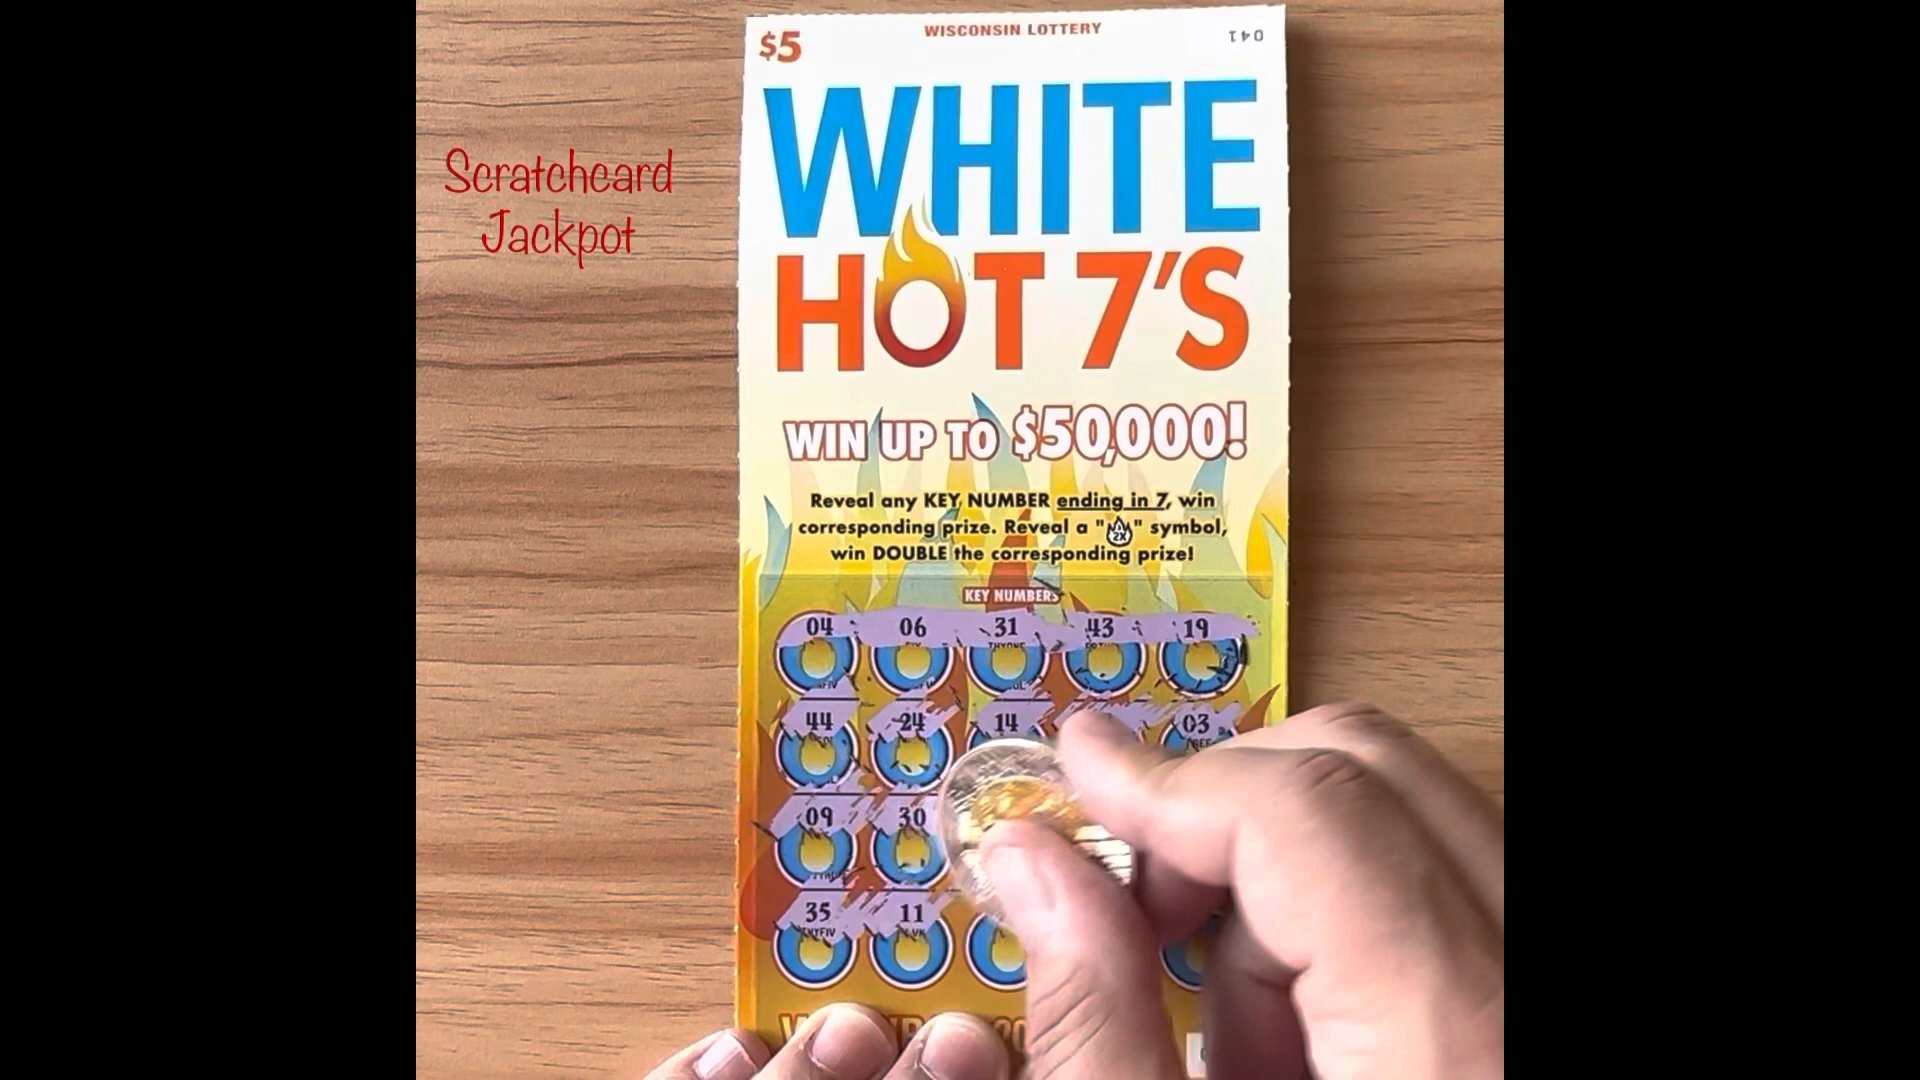 Scratchcard
Jackpot
$5
WISCONSIN LOTTERY
041
WHITE
HOT 7'S
WIN UP TO $50,000!
Reveal any KEY NUMBER ending in 7, win
corresponding prize. Reveal a "2X" symbol,
win DOUBLE the corresponding prize!
KEY NUMBERS
04 06 31 43 19
44 24 14 03
09 30
35 11